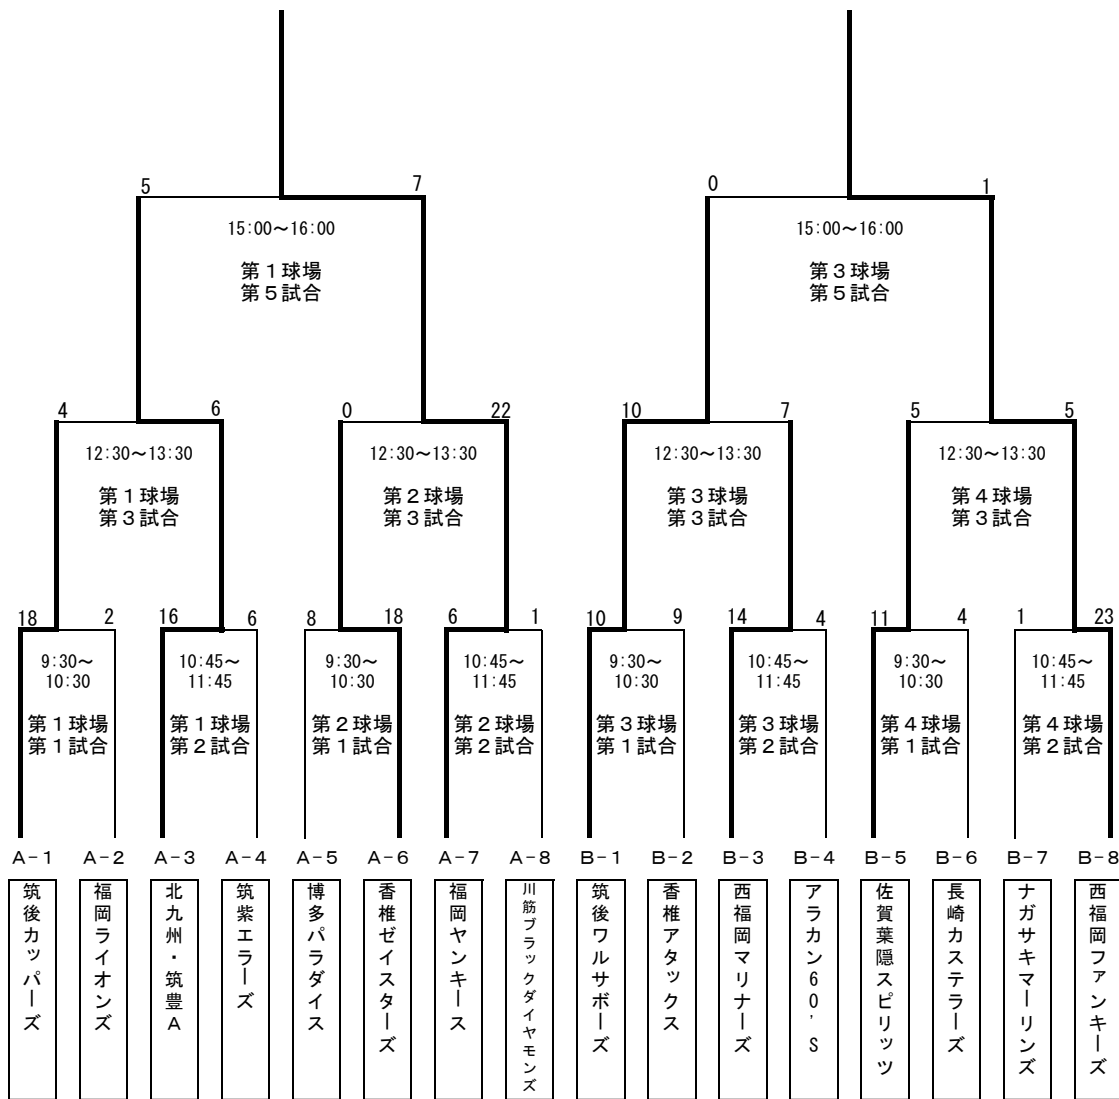 5 7 0 1
15:00～16:00 15:00～16:00
第１球場 第３球場
第５試合 第５試合
4 6 0 22 10 7 5 5
12:30～13:30 12:30～13:30 12:30～13:30 12:30～13:30
第１球場 第２球場 第３球場 第４球場
第３試合 第３試合 第３試合 第３試合
18 2 16 6 8 18 6 1 10 9 14 4 11 4 1 23
9:30～ 10:45～ 9:30～ 10:45～ 9:30～ 10:45～ 9:30～ 10:45～
10:30 11:45 10:30 11:45 10:30 11:45 10:30 11:45
第１球場 第１球場 第２球場 第２球場 第３球場 第３球場 第４球場 第４球場
第１試合 第２試合 第１試合 第２試合 第１試合 第２試合 第１試合 第２試合
A-1 A-2 A-3 A-4 A-5 A-6 A-7 A-8 B-1 B-2 B-3 B-4 B-5 B-6 B-7 B-8
筑後カッパーズ
福岡ライオンズ
北九州・筑豊A
筑紫エラーズ
博多パラダイス
香椎ゼイスターズ
福岡ヤンキース
川筋ブラックダイヤモンズ
筑後ワルサボーズ
香椎アタックス
西福岡マリナーズ
アラカン60'S
佐賀葉隠スピリッツ
長崎カステラーズ
ナガサキマーリンズ
西福岡ファンキーズ